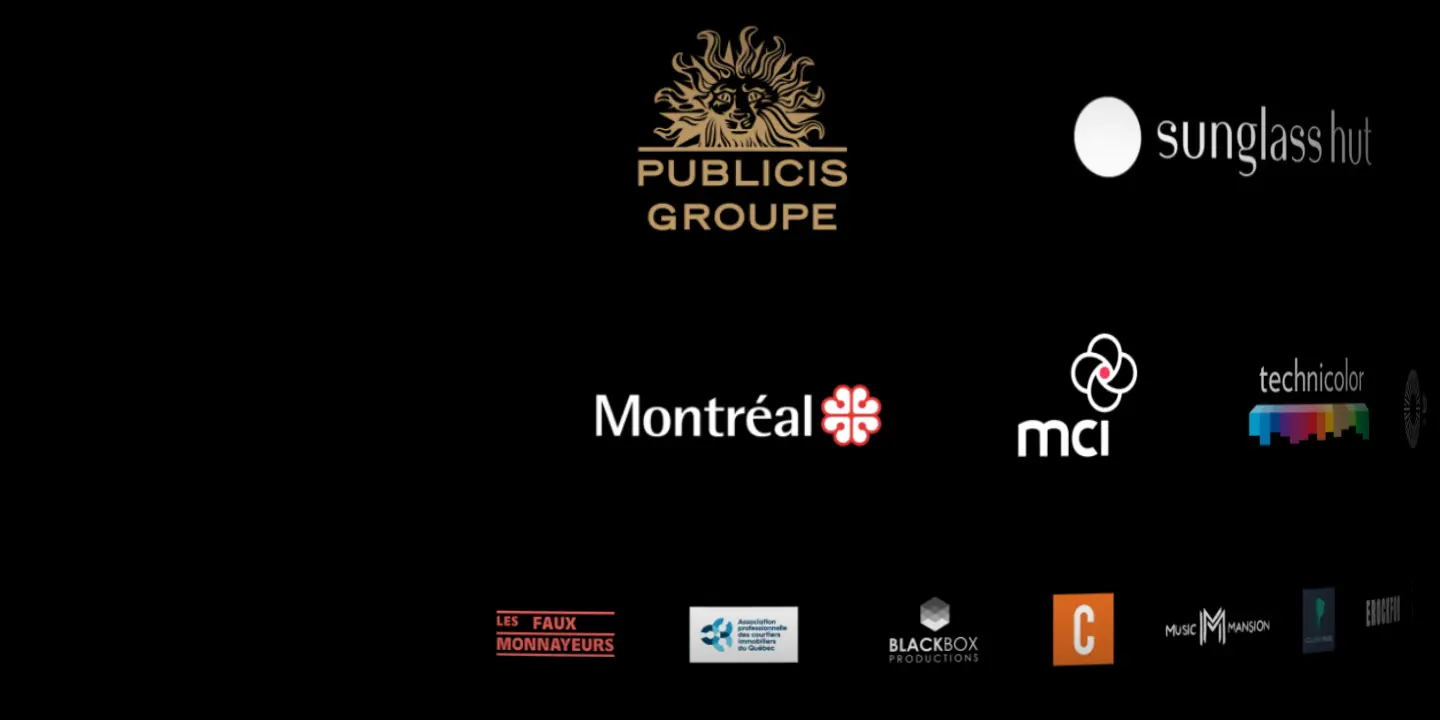 PUBLICIS
GROUPE
sunglass hut
Montréal
mci
technicolor
LES FAUX
MONNAYEURS
Association
professionnelle
des courtiers
immobiliers
du Québec
BLACKBOX
PRODUCTIONS
C
MUSIC M MANSION